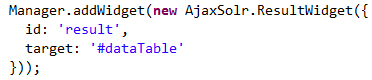 Manager.addWidget(new AjaxSolr.ResultWidget({
  id: 'result',
  target: '#dataTable'
}));